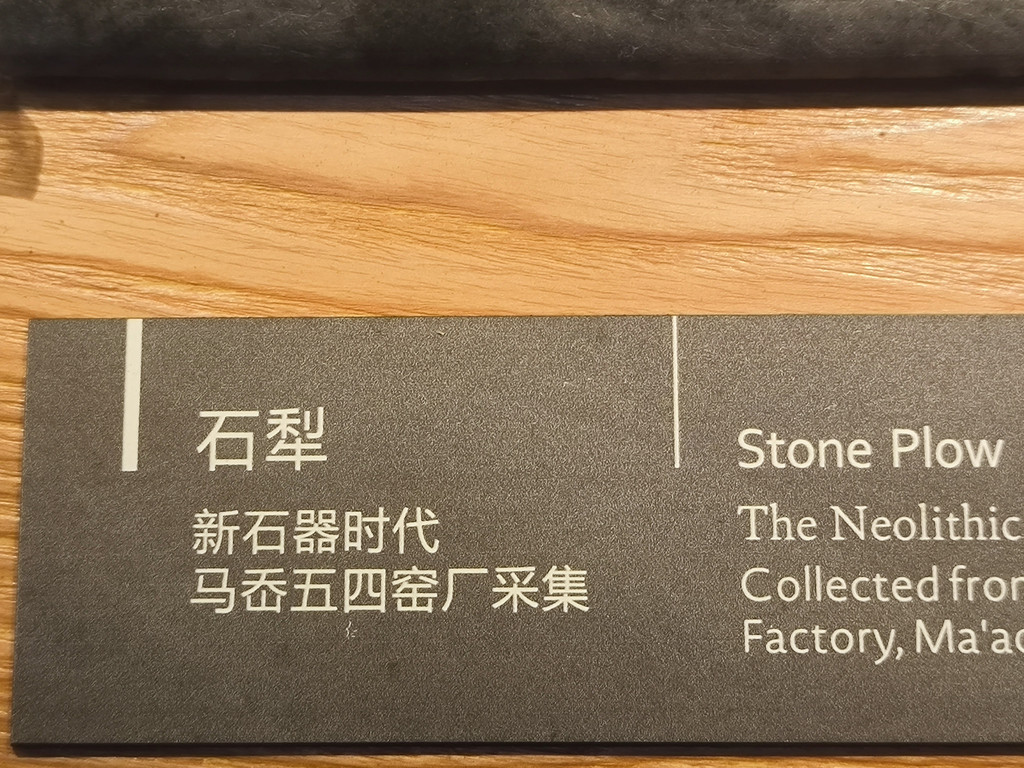 石犁
新石器时代
马岙五四窑厂采集
Stone Plow
The Neolithic
Collected
Factory,